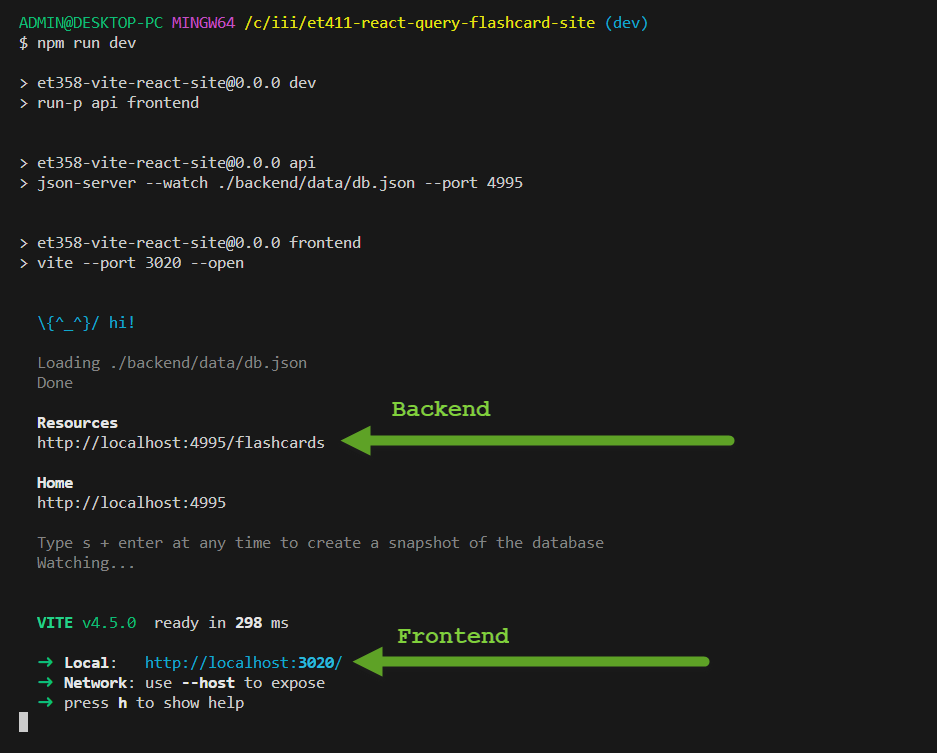 ADMIN@DESKTOP-PC MINGW64 /c/iii/et411-react-query-flashcard-site (dev)
$ npm run dev
> et358-vite-react-site@0.0.0 dev
> run-p api frontend
> et358-vite-react-site@0.0.0 api
> json-server --watch ./backend/data/db.json --port 4995
> et358-vite-react-site@0.0.0 frontend
> vite --port 3020 --open
\{^_^}/ hi!
Loading ./backend/data/db.json
Done
Backend
Resources
http://localhost:4995/flashcards
Home
http://localhost:4995
Type s + enter at any time to create a snapshot of the database
Watching...
VITE v4.5.0  ready in 298 ms
Frontend
➜ Local:   http://localhost:3020/
➜ Network: use --host to expose
➜ press h to show help